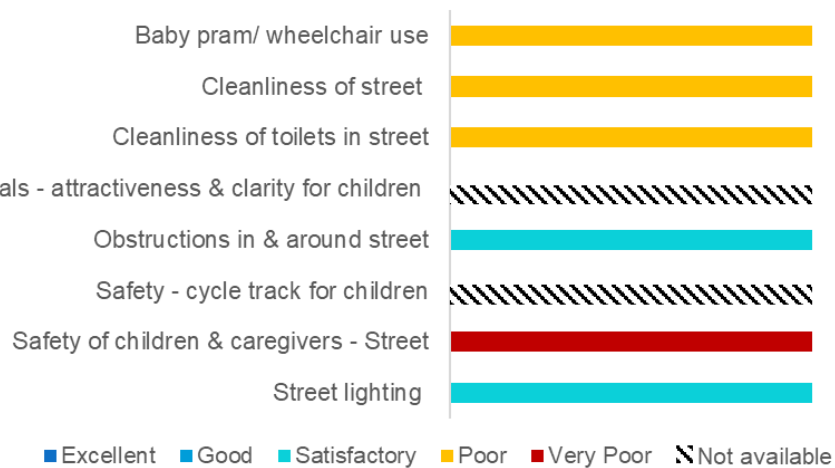 Baby pram/ wheelchair use
Cleanliness of street
Cleanliness of toilets in street
- attractiveness & clarity for children
Obstructions in & around street
Safety - cycle track for children
Safety of children & caregivers - Street
Street lighting
Excellent Good Satisfactory Poor Very Poor Not available